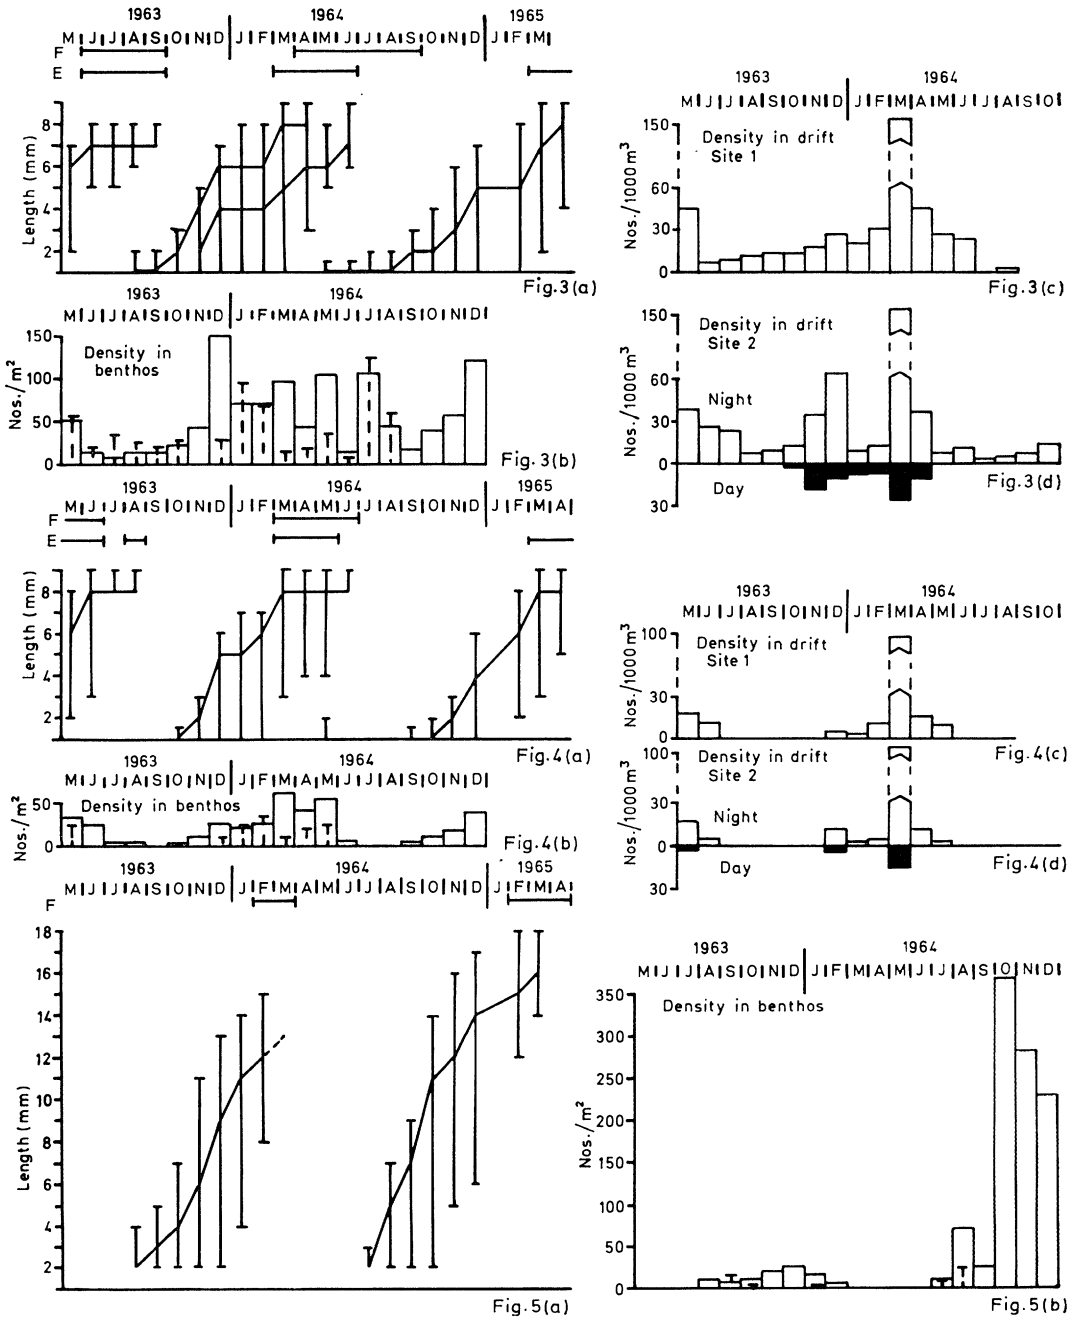 1963 1964 1965
M J J A S O N D J F M A M J J A S O N D J F M
F
E
8
6
4
2
Length (mm)
Fig.3(a)
1963 1964
M J J A S O N D J F M A M J J A S O N D
150
100
50
0
Nos./m²
Density in
benthos
Fig.3(b)
1963 1964 1965
M J J A S O N D J F M A M J J A S O N D J F M A
F
E
8
6
4
2
Length (mm)
Fig.4(a)
1963 1964
M J J A S O N D J F M A M J J A S O N D
50
0
Nos./m²
Density in benthos
Fig.4(b)
1963 1964 1965
M J J A S O N D J F M A M J J A S O N D J F M A
F
18
16
14
12
10
8
6
4
2
Length (mm)
Fig.5(a)
1963 1964
M J J A S O N D J F M A M J J A S O
150
60
30
0
Nos./1000 m³
Density in drift
Site 1
Fig.3(c)
150
60
30
0
30
Nos./1000 m³
Density in drift
Site 2
Night
Day
Fig.3(d)
1963 1964
M J J A S O N D J F M A M J J A S O
100
30
0
Nos./1000 m³
Density in drift
Site 1
Fig.4(c)
100
30
0
30
Nos./1000 m³
Density in drift
Site 2
Night
Day
Fig.4(d)
1963 1964
M J J A S O N D J F M A M J J A S O N D
350
300
250
200
150
100
50
0
Nos./m²
Density in benthos
Fig.5(b)